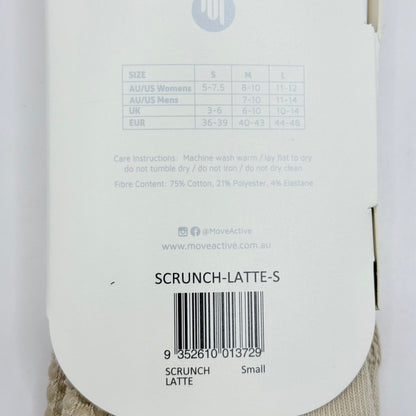 SIZE S M L
AU/US Womens 5-7.5 8-10 11-12
AU/US Mens 7-10 11-14
UK 3-6 6-10 10-14
EUR 36-39 40-43 44-48
Care Instructions: Machine wash warm / lay flat to dry
do not tumble dry / do not iron / do not dry clean
Fibre Content: 75% Cotton, 21% Polyester, 4% Elastane
@MoveActive
www.moveactive.com.au
SCRUNCH-LATTE-S
9 352610 013729
SCRUNCH Small
LATTE